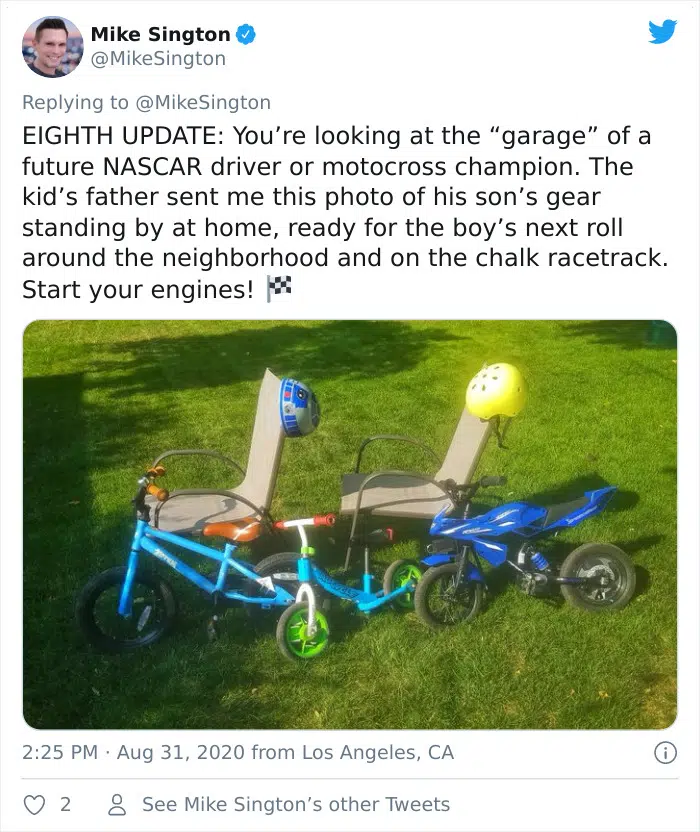 Mike Sington
@MikeSington
Replying to @MikeSington
EIGHTH UPDATE: You’re looking at the “garage” of a
future NASCAR driver or motocross champion. The
kid’s father sent me this photo of his son’s gear
standing by at home, ready for the boy’s next roll
around the neighborhood and on the chalk racetrack.
Start your engines! 🏁
2:25 PM · Aug 31, 2020 from Los Angeles, CA
2
See Mike Sington’s other Tweets